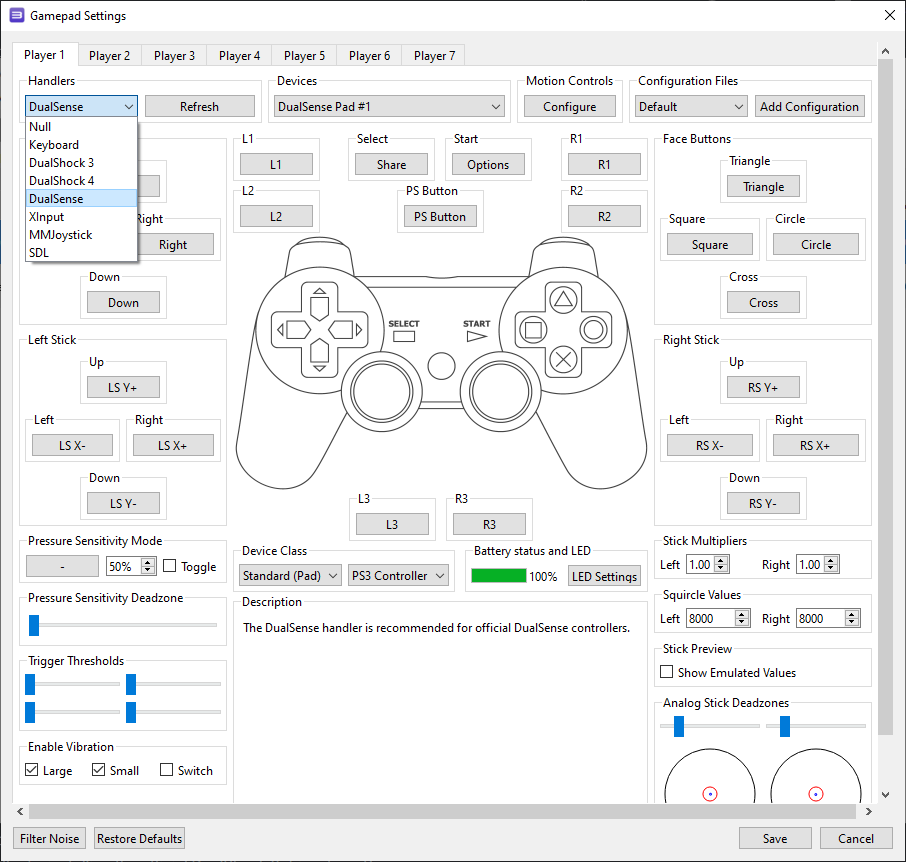 Gamepad Settings
Player 1
Player 2
Player 3
Player 4
Player 5
Player 6
Player 7
Handlers
DualSense
Refresh
Null
Keyboard
DualShock 3
DualShock 4
DualSense
XInput
MMJoystick
SDL
Devices
DualSense Pad #1
Motion Controls
Configure
Configuration Files
Default
Add Configuration
Right
Right
Down
Down
L1
L1
L2
L2
Select
Share
Start
Options
PS Button
PS Button
R1
R1
R2
R2
Face Buttons
Triangle
Triangle
Square
Square
Circle
Circle
Cross
Cross
SELECT
START
Left Stick
Up
LS Y+
Left
LS X-
Right
LS X+
Down
LS Y-
Right Stick
Up
RS Y+
Left
RS X-
Right
RS X+
Down
RS Y-
L3
L3
R3
R3
Pressure Sensitivity Mode
-
50%
Toggle
Pressure Sensitivity Deadzone
Trigger Thresholds
Enable Vibration
Large
Small
Switch
Device Class
Standard (Pad)
PS3 Controller
Battery status and LED
100%
LED Settings
Description
The DualSense handler is recommended for official DualSense controllers.
Stick Multipliers
Left
1.00
Right
1.00
Squircle Values
Left
8000
Right
8000
Stick Preview
Show Emulated Values
Analog Stick Deadzones
Filter Noise
Restore Defaults
Save
Cancel